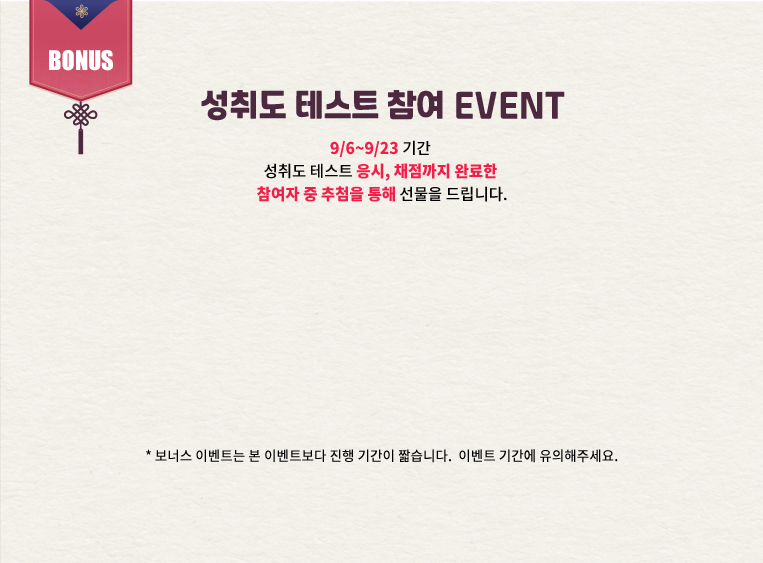 BONUS
성취도 테스트 참여 EVENT
9/6~9/23 기간
성취도 테스트 응시, 채점까지 완료한
참여자 중 추첨을 통해 선물을 드립니다.
* 보너스 이벤트는 본 이벤트보다 진행 기간이 짧습니다. 이벤트 기간에 유의해주세요.